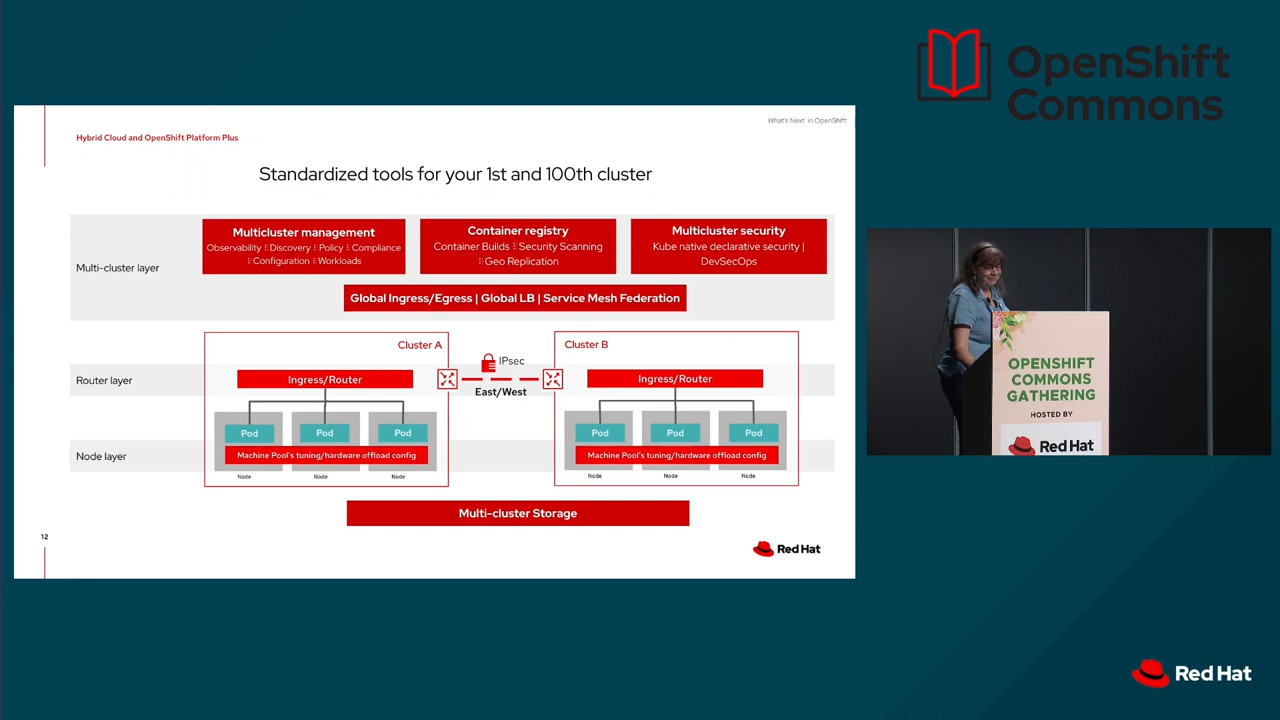 OpenShift
Commons
What's Next in OpenShift
Hybrid Cloud and OpenShift Platform Plus
Standardized tools for your 1st and 100th cluster
Multi-cluster layer
Multicluster management
Observability ⁝ Discovery ⁝ Policy ⁝ Compliance
⁝ Configuration ⁝ Workloads
Container registry
Container Builds ⁝ Security Scanning
⁝ Geo Replication
Multicluster security
Kube native declarative security |
DevSecOps
Global Ingress/Egress | Global LB | Service Mesh Federation
Cluster A
IPsec
Cluster B
Router layer
Ingress/Router
East/West
Ingress/Router
Node layer
Pod
Pod
Pod
Machine Pool's tuning/hardware offload config
Node
Node
Node
Pod
Pod
Pod
Machine Pool's tuning/hardware offload config
Node
Node
Node
Multi-cluster Storage
12
Red Hat
OPENSHIFT
COMMONS
GATHERING
HOSTED BY
Red Hat
Red Hat